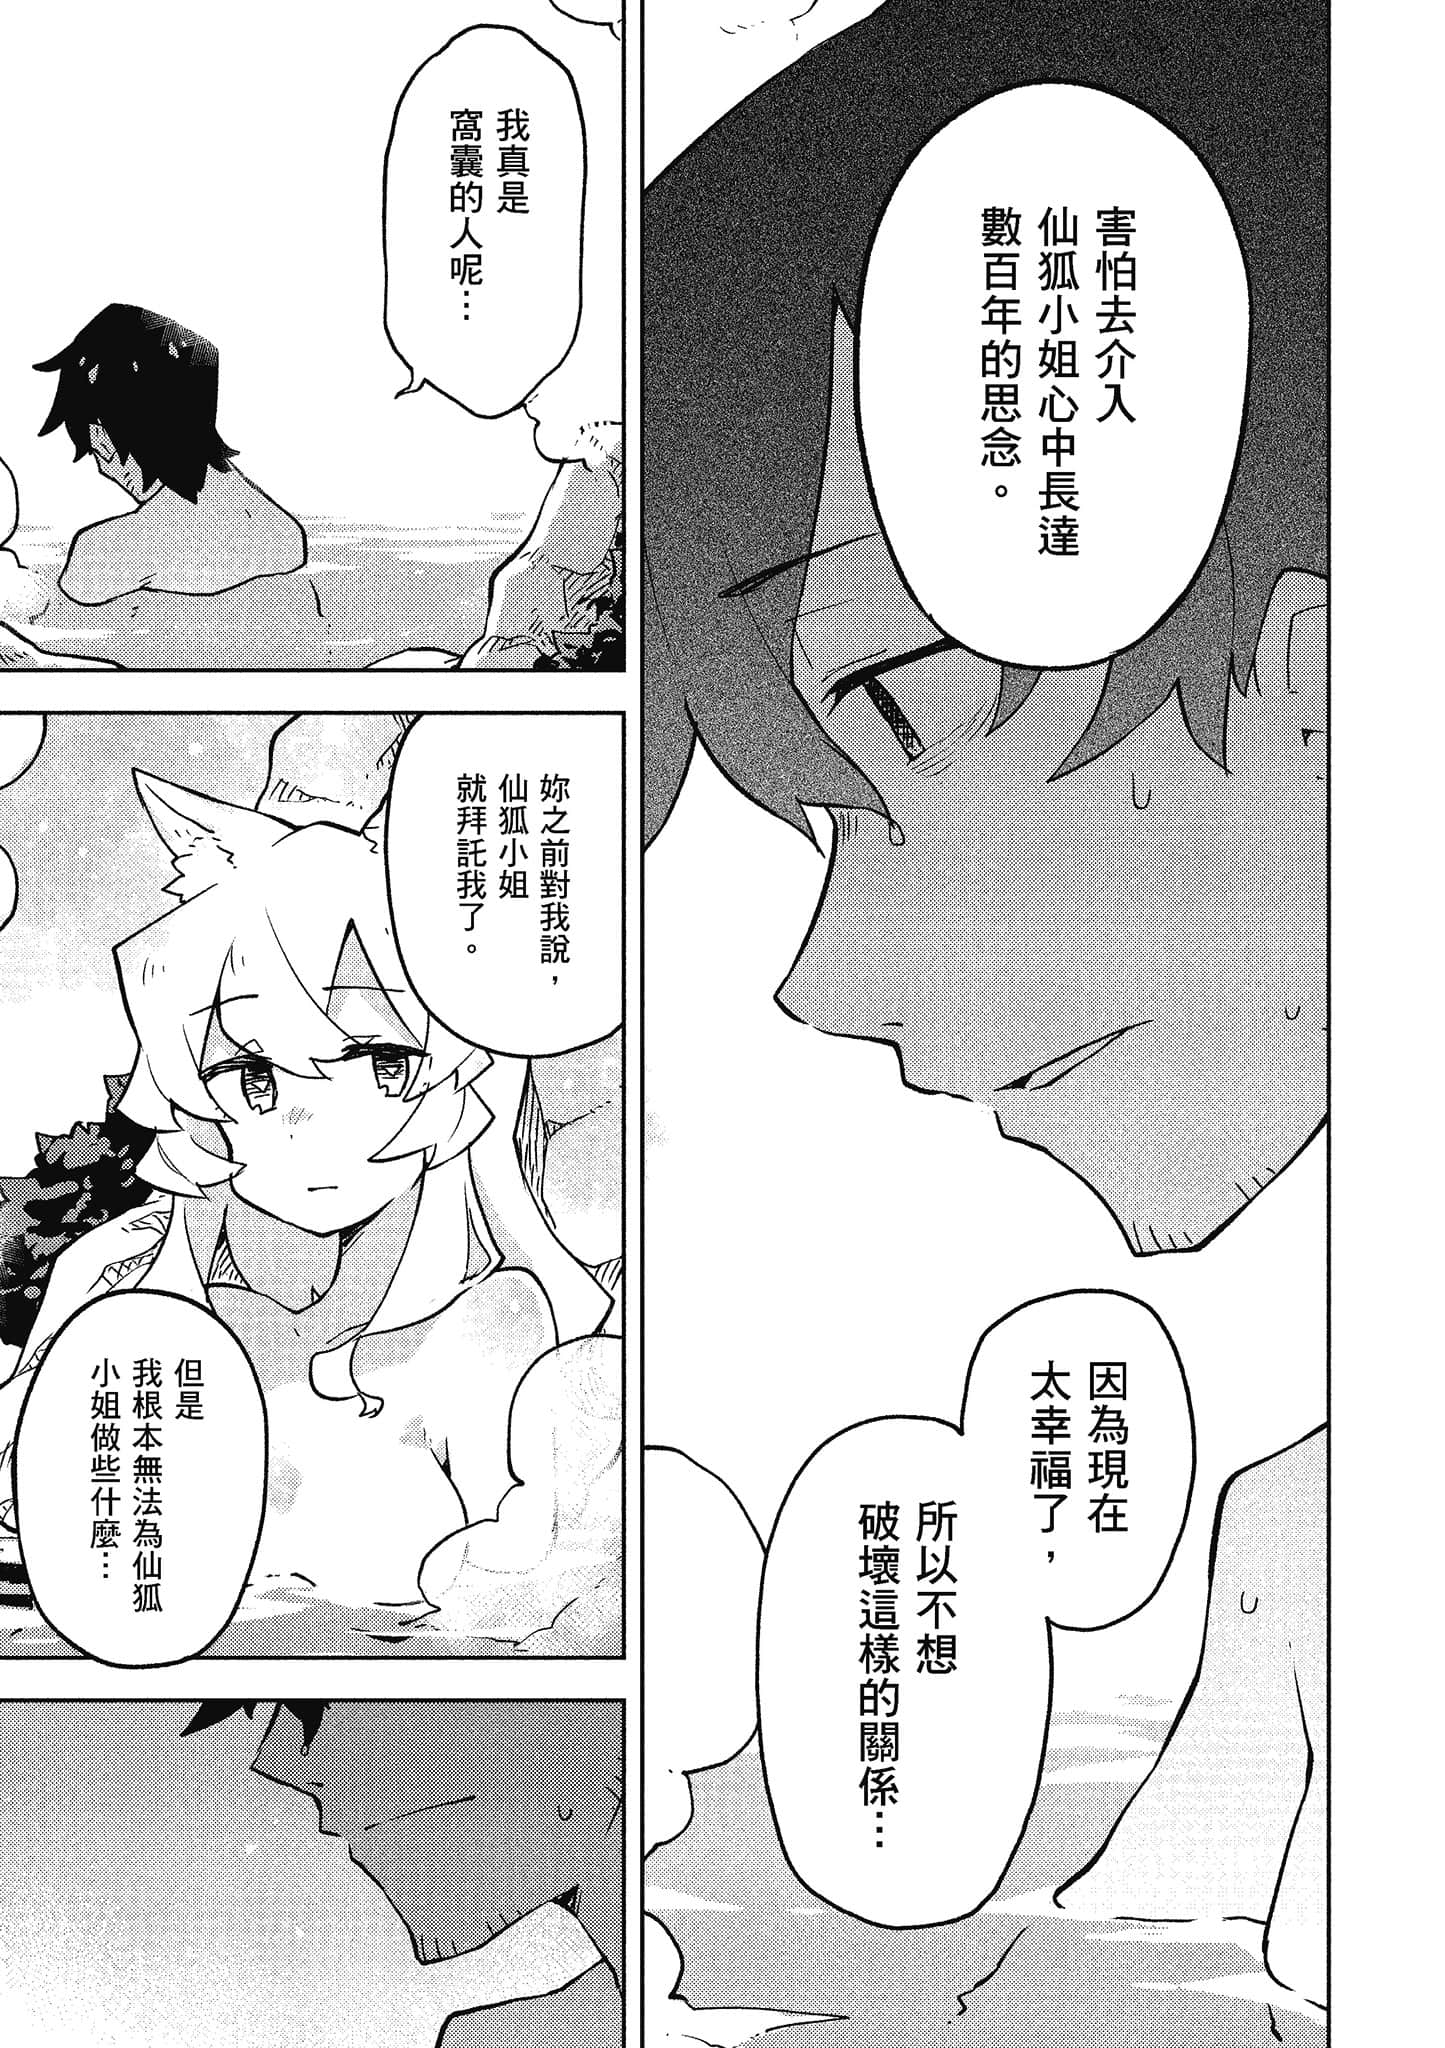 害怕去介入
仙狐小姐心中長達
數百年的思念。
因為現在
太幸福了，
所以不想
破壞這樣的關係…
我真是
窩囊的人呢…
妳之前對我說，
仙狐小姐
就拜託我了。
但是
我根本無法為仙狐
小姐做些什麼…